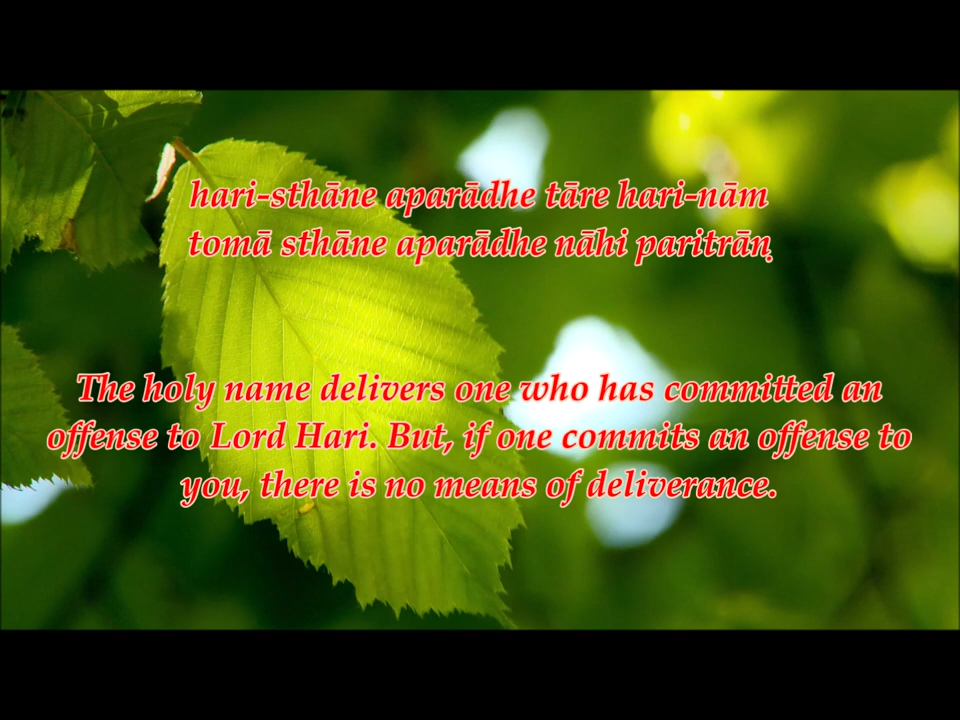 hari-sthāne aparādhe tāre hari-nām
tomā sthāne aparādhe nāhi paritrāṇ
The holy name delivers one who has committed an
offense to Lord Hari. But, if one commits an offense to
you, there is no means of deliverance.